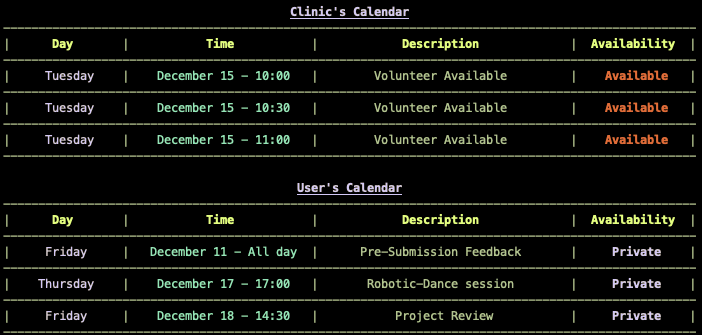 Clinic's Calendar
| Day | Time | Description | Availability |
| Tuesday | December 15 - 10:00 | Volunteer Available | Available |
| Tuesday | December 15 - 10:30 | Volunteer Available | Available |
| Tuesday | December 15 - 11:00 | Volunteer Available | Available |
User's Calendar
| Day | Time | Description | Availability |
| Friday | December 11 - All day | Pre-Submission Feedback | Private |
| Thursday | December 17 - 17:00 | Robotic-Dance session | Private |
| Friday | December 18 - 14:30 | Project Review | Private |